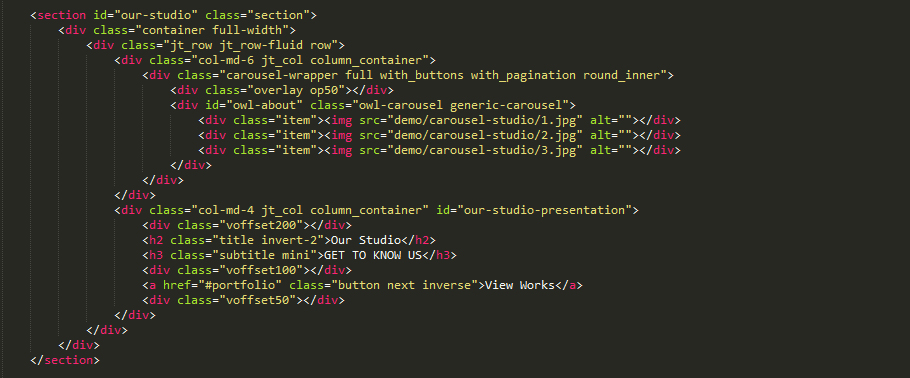 <section id="our-studio" class="section">
<div class="container full-width">
<div class="jt_row jt_row-fluid row">
<div class="col-md-6 jt_col column_container">
<div class="carousel-wrapper full with_buttons with_pagination round_inner">
<div class="overlay op50"></div>
<div id="owl-about" class="owl-carousel generic-carousel">
<div class="item"><img src="demo/carousel-studio/1.jpg" alt=""></div>
<div class="item"><img src="demo/carousel-studio/2.jpg" alt=""></div>
<div class="item"><img src="demo/carousel-studio/3.jpg" alt=""></div>
</div>
</div>
</div>
<div class="col-md-4 jt_col column_container" id="our-studio-presentation">
<div class="voffset200"></div>
<h2 class="title invert-2">Our Studio</h2>
<h3 class="subtitle mini">GET TO KNOW US</h3>
<div class="voffset100"></div>
<a href="#portfolio" class="button next inverse">View Works</a>
<div class="voffset50"></div>
</div>
</div>
</div>
</section>